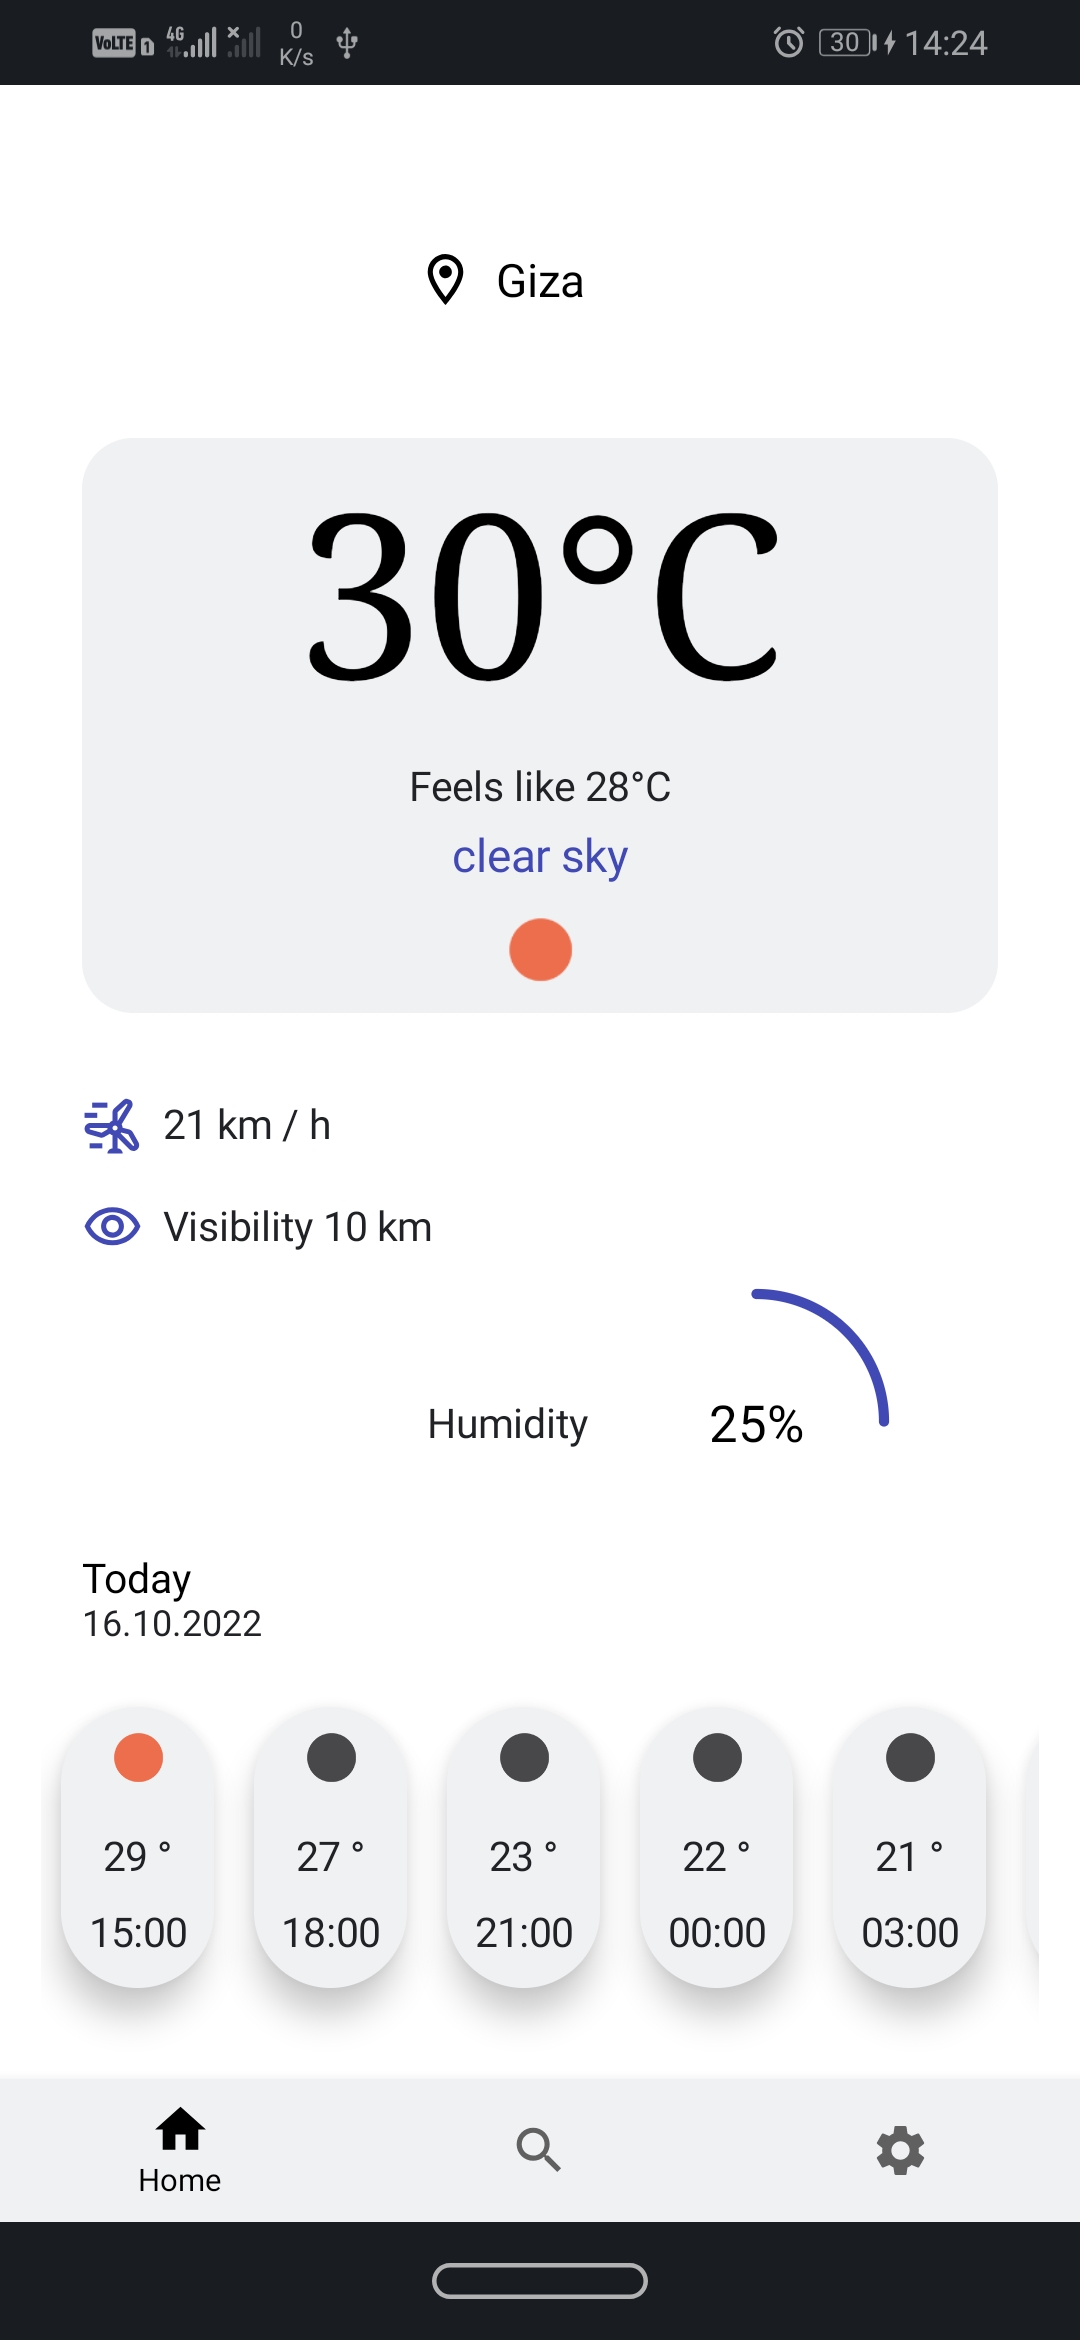 VoLTE 1 4G 0 K/s 30 14:24
Giza
30°C
Feels like 28°C
clear sky
21 km / h
Visibility 10 km
Humidity 25%
Today
16.10.2022
29 ° 27 ° 23 ° 22 ° 21 °
15:00 18:00 21:00 00:00 03:00
Home